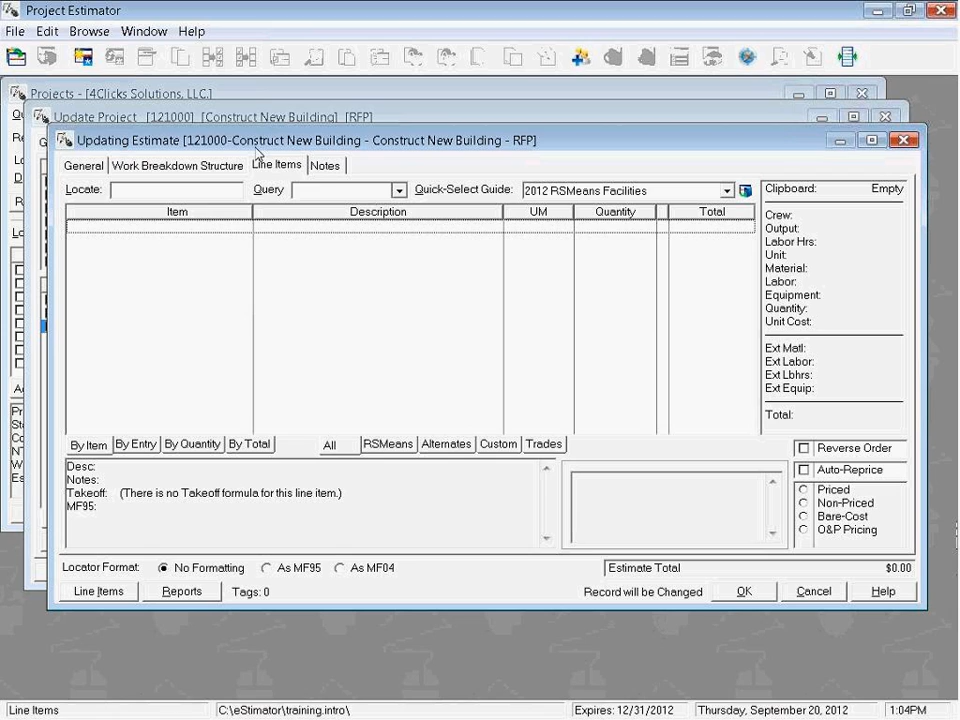 Project Estimator
File Edit Browse Window Help
Projects - [4Clicks Solutions, LLC.]
Update Project [121000] [Construct New Building] [RFP]
Updating Estimate [121000-Construct New Building - Construct New Building - RFP]
General Work Breakdown Structure Line Items Notes
Locate: Query Quick-Select Guide: 2012 RSMeans Facilities
Item Description UM Quantity Total
Clipboard: Empty
Crew:
Output:
Labor Hrs:
Unit:
Material:
Labor:
Equipment:
Quantity:
Unit Cost:
Ext Matl:
Ext Labor:
Ext Lbhrs:
Ext Equip:
Total:
By Item By Entry By Quantity By Total All RSMeans Alternates Custom Trades
Desc:
Notes:
Takeoff: (There is no Takeoff formula for this line item.)
MF95:
Reverse Order
Auto-Reprice
Priced
Non-Priced
Bare-Cost
O&P Pricing
Locator Format: No Formatting As MF95 As MF04
Estimate Total $0.00
Line Items Reports Tags: 0 Record will be Changed OK Cancel Help
Line Items C:\eStimator\training.intro\ Expires: 12/31/2012 Thursday, September 20, 2012 1:04PM